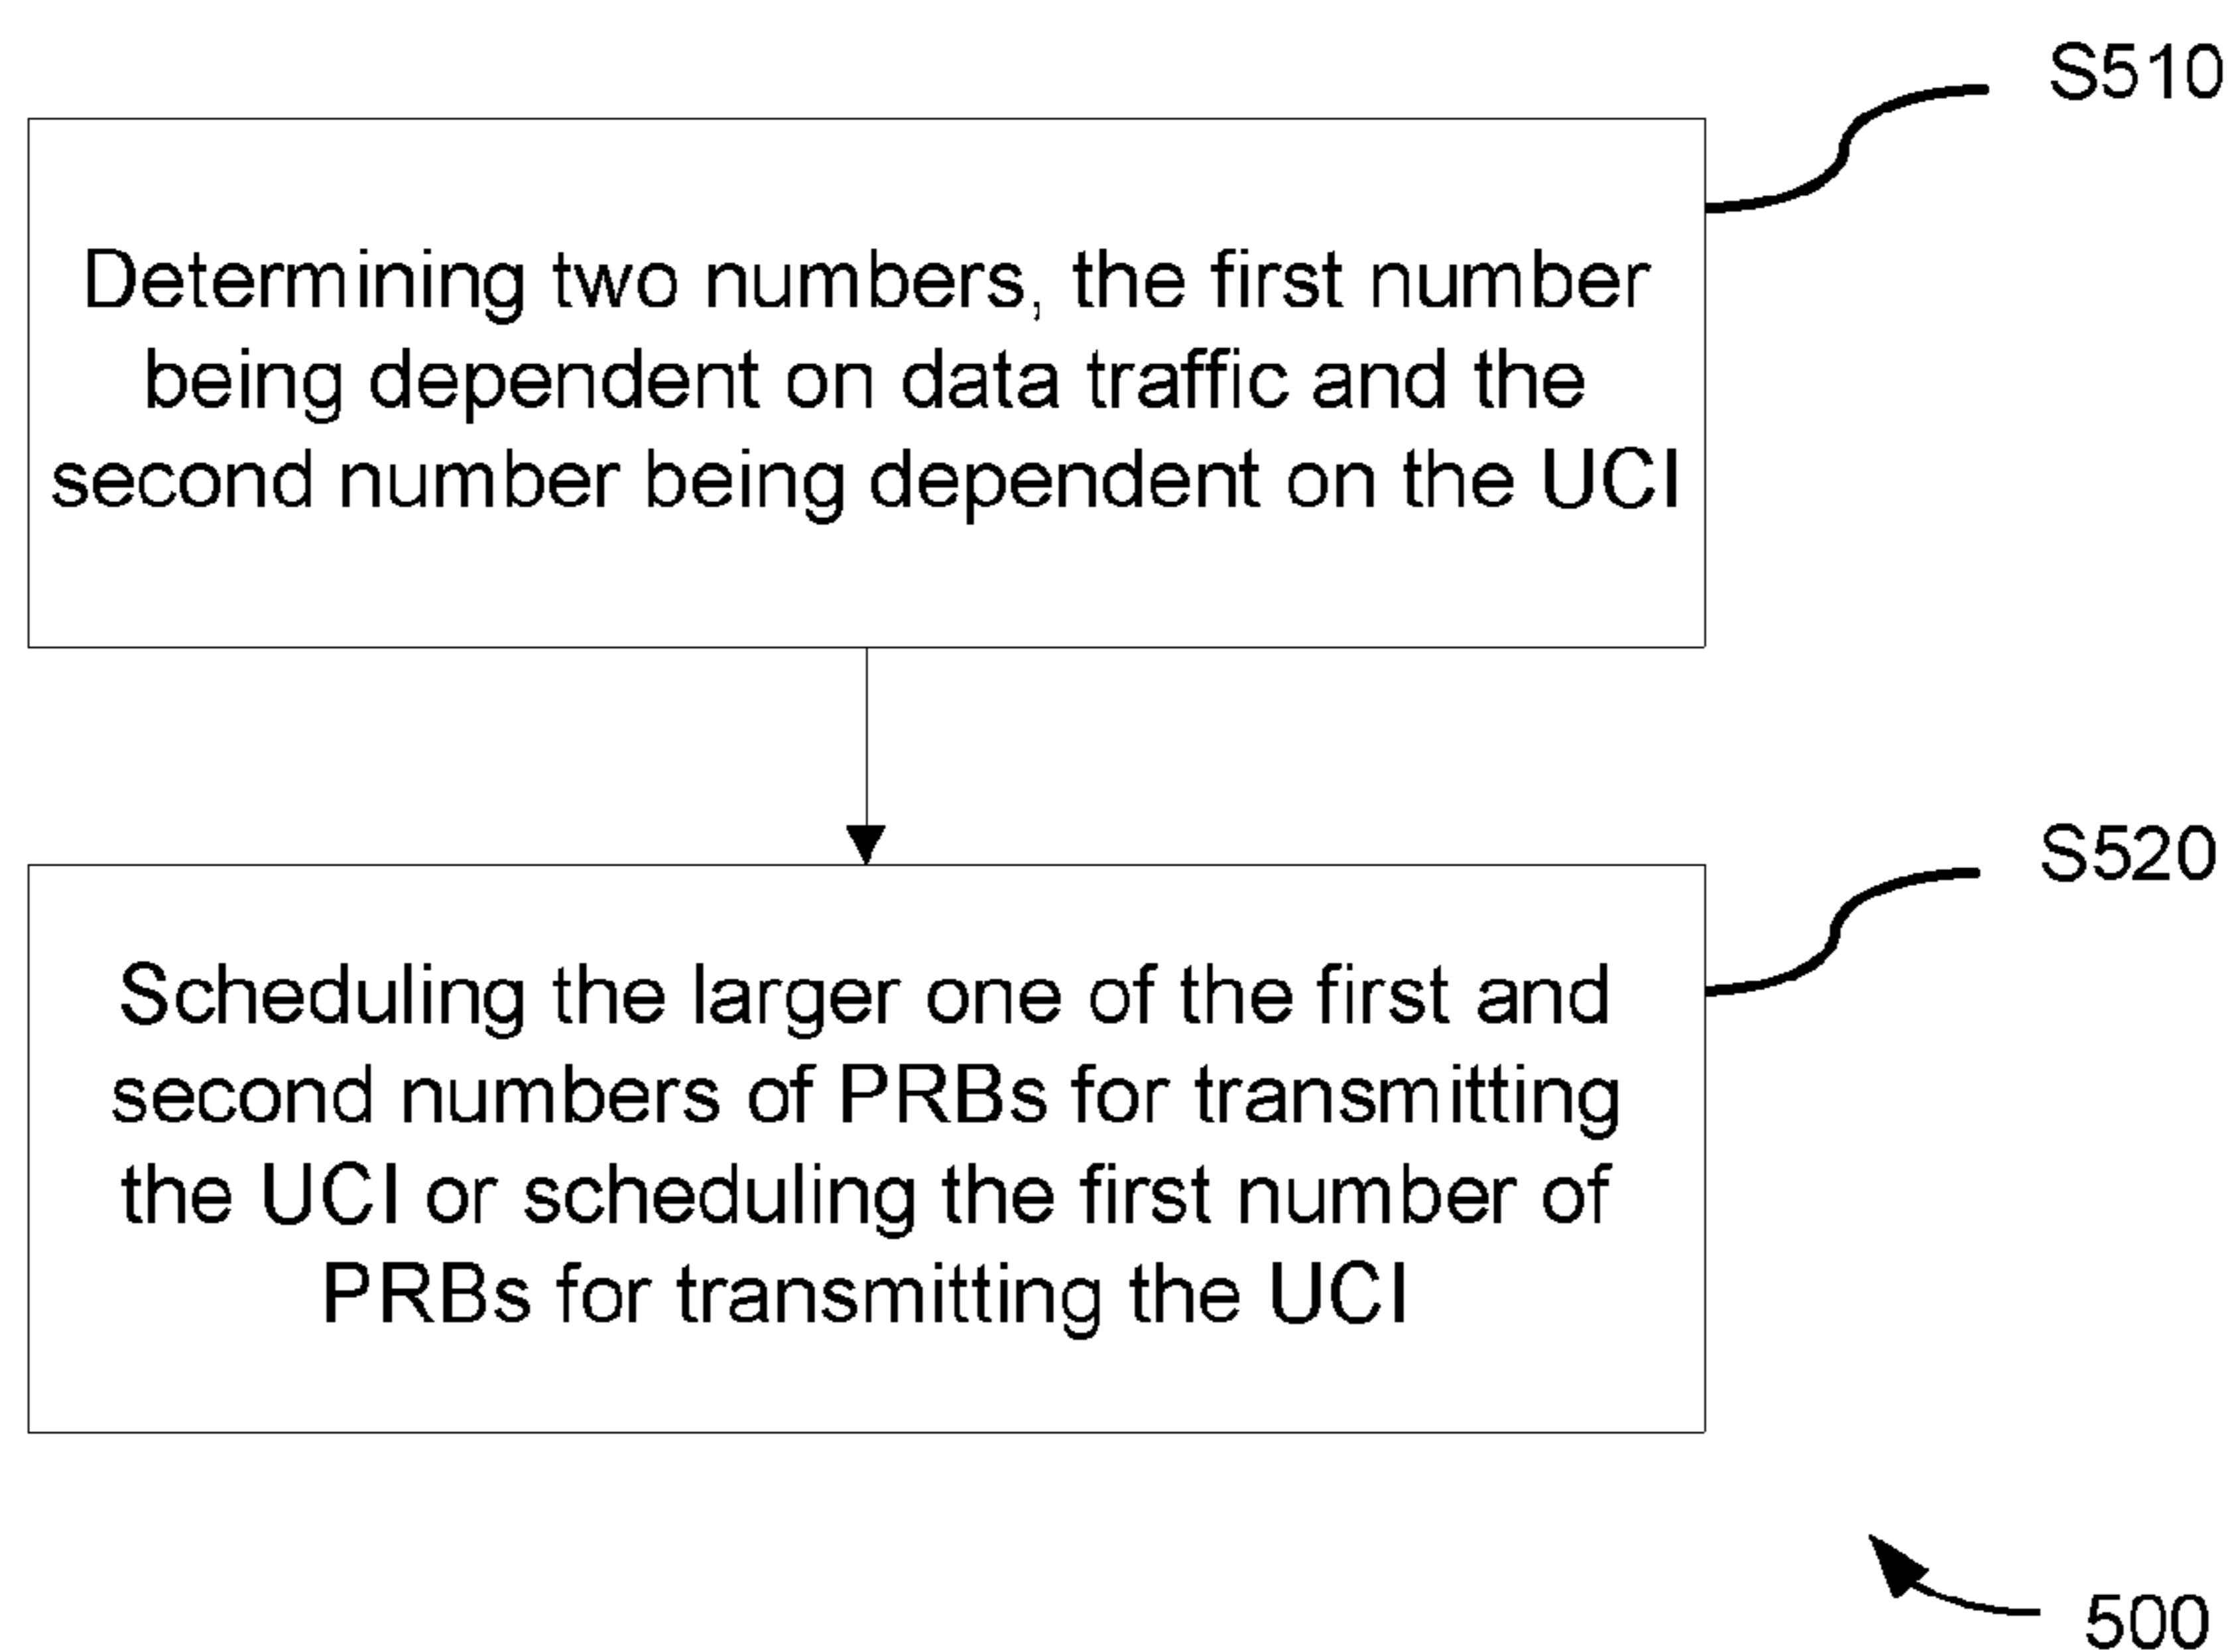 S510
Determining two numbers, the first number
being dependent on data traffic and the
second number being dependent on the UCI
S520
Scheduling the larger one of the first and
second numbers of PRBs for transmitting
the UCI or scheduling the first number of
PRBs for transmitting the UCI
500